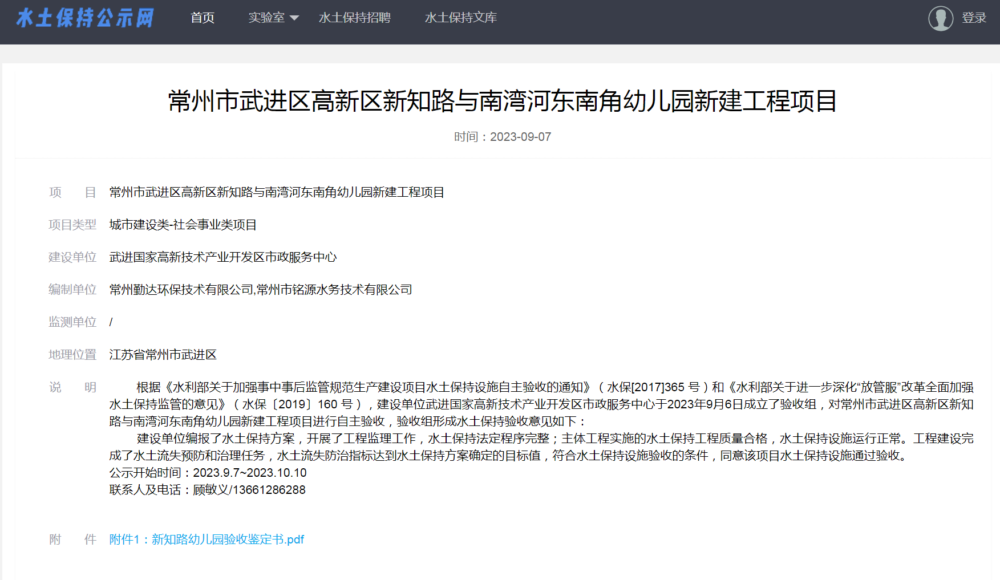 水土保持公示网 首页 实验室 水土保持招聘 水土保持文库 登录
常州市武进区高新区新知路与南湾河东南角幼儿园新建工程项目
时间：2023-09-07
项 目 常州市武进区高新区新知路与南湾河东南角幼儿园新建工程项目
项目类型 城市建设类-社会事业类项目
建设单位 武进国家高新技术产业开发区市政服务中心
编制单位 常州勤达环保技术有限公司,常州市铭源水务技术有限公司
监测单位 /
地理位置 江苏省常州市武进区
说 明 根据《水利部关于加强事中事后监管规范生产建设项目水土保持设施自主验收的通知》（水保[2017]365 号）和《水利部关于进一步深化“放管服”改革全面加强
水土保持监管的意见》（水保〔2019〕160 号），建设单位武进国家高新技术产业开发区市政服务中心于2023年9月6日成立了验收组，对常州市武进区高新区新知
路与南湾河东南角幼儿园新建工程项目进行自主验收，验收组形成水土保持验收意见如下：
建设单位编报了水土保持方案，开展了工程监理工作，水土保持法定程序完整；主体工程实施的水土保持工程质量合格，水土保持设施运行正常。工程建设完
成了水土流失预防和治理任务，水土流失防治指标达到水土保持方案确定的目标值，符合水土保持设施验收的条件，同意该项目水土保持设施通过验收。
公示开始时间：2023.9.7~2023.10.10
联系人及电话：顾敏义/13661286288
附 件 附件1：新知路幼儿园验收鉴定书.pdf